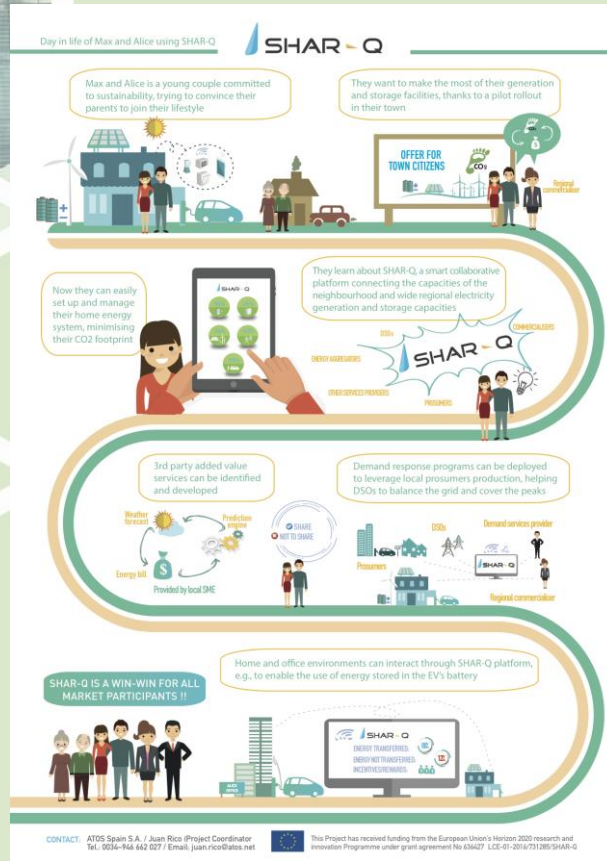 Day in life of Max and Alice using SHAR-Q
SHAR-Q
Max and Alice is a young couple committed
to sustainability, trying to convince their
parents to join their lifestyle
They want to make the most of their generation
and storage facilities, thanks to a pilot rollout
in their town
OFFER FOR
TOWN CITIZENS
CO2
Regional
commercialiser
Now they can easily
set up and manage
their home energy
system, minimising
their CO2 footprint
SHAR-Q
They learn about SHAR-Q, a smart collaborative
platform connecting the capacities of the
neighbourhood and wide regional electricity
generation and storage capacities
DSOs
COMMERCIALISERS
ENERGY AGGREGATORS
SHAR-Q
OTHER SERVICES PROVIDERS
PROSUMERS
3rd party added value
services can be identified
and developed
Weather
forecast
Prediction
engine
Energy bill
$
Provided by local SME
SHARE
NOT TO SHARE
Demand response programs can be deployed
to leverage local prosumers production, helping
DSOs to balance the grid and cover the peaks
DSOs
Demand services provider
Prosumers
SHAR-Q
Regional commercialiser
Home and office environments can interact through SHAR-Q platform,
e.g., to enable the use of energy stored in the EV's battery
SHAR-Q IS A WIN-WIN FOR ALL
MARKET PARTICIPANTS !!
ALICE
OFFICE
SHAR-Q
ENERGY TRANSFERRED:
ENERGY NOT TRANSFERRED:
INCENTIVES/REWARDS:
CONTACT: ATOS Spain S.A. / Juan Rico (Project Coordinator
Tel.: 0034-946 662 027 / Email: juan.rico@atos.net
This Project has received funding from the European Union's Horizon 2020 research and
innovation Programme under grant agreement No 636427 LCE-01-2016/731285/SHAR-Q